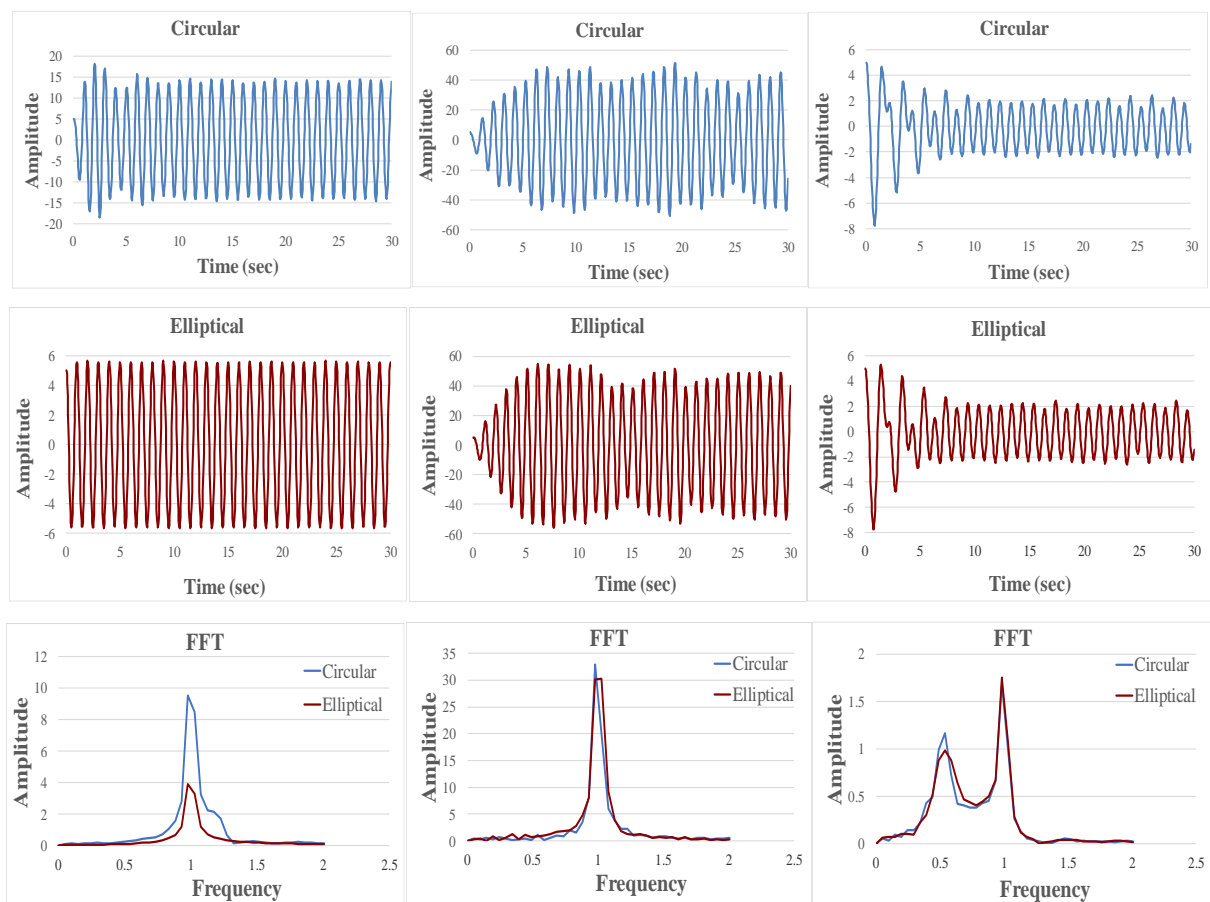 Circular
20
15
10
5
0
-5
-10
-15
-20
Amplitude
0 5 10 15 20 25 30
Time (sec)
Circular
60
40
20
0
-20
-40
-60
Amplitude
0 5 10 15 20 25 30
Time (sec)
Circular
6
4
2
0
-2
-4
-6
-8
Amplitude
0 5 10 15 20 25 30
Time (sec)
Elliptical
6
4
2
0
-2
-4
-6
Amplitude
0 5 10 15 20 25 30
Time (sec)
Elliptical
60
40
20
0
-20
-40
-60
Amplitude
0 5 10 15 20 25 30
Time (sec)
Elliptical
6
4
2
0
-2
-4
-6
-8
Amplitude
0 5 10 15 20 25 30
Time (sec)
FFT
12
10
8
6
4
2
0
Amplitude
Circular
Elliptical
0 0.5 1 1.5 2 2.5
Frequency
FFT
35
30
25
20
15
10
5
0
Amplitude
Circular
Elliptical
0 0.5 1 1.5 2 2.5
Frequency
FFT
2
1.5
1
0.5
0
Amplitude
Circular
Elliptical
0 0.5 1 1.5 2 2.5
Frequency